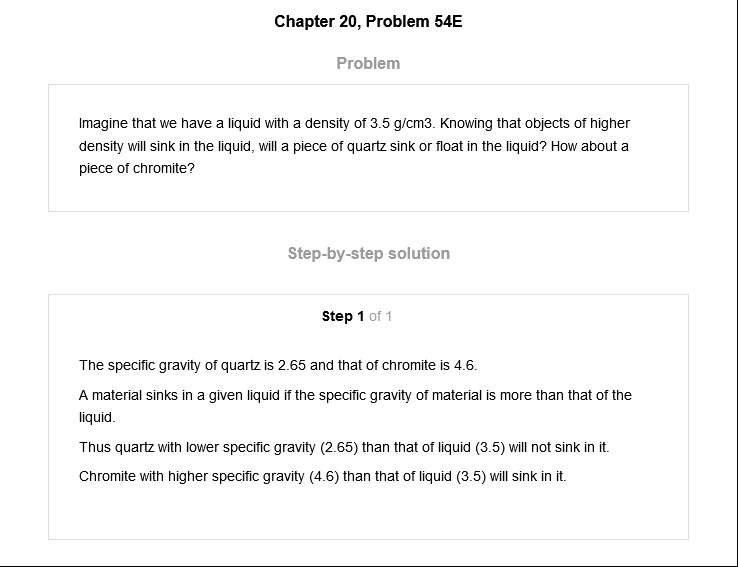 Chapter 20, Problem 54E
Problem
Imagine that we have a liquid with a density of 3.5 g/cm3. Knowing that objects of higher
density will sink in the liquid, will a piece of quartz sink or float in the liquid? How about a
piece of chromite?
Step-by-step solution
Step 1 of 1
The specific gravity of quartz is 2.65 and that of chromite is 4.6.
A material sinks in a given liquid if the specific gravity of material is more than that of the
liquid.
Thus quartz with lower specific gravity (2.65) than that of liquid (3.5) will not sink in it.
Chromite with higher specific gravity (4.6) than that of liquid (3.5) will sink in it.